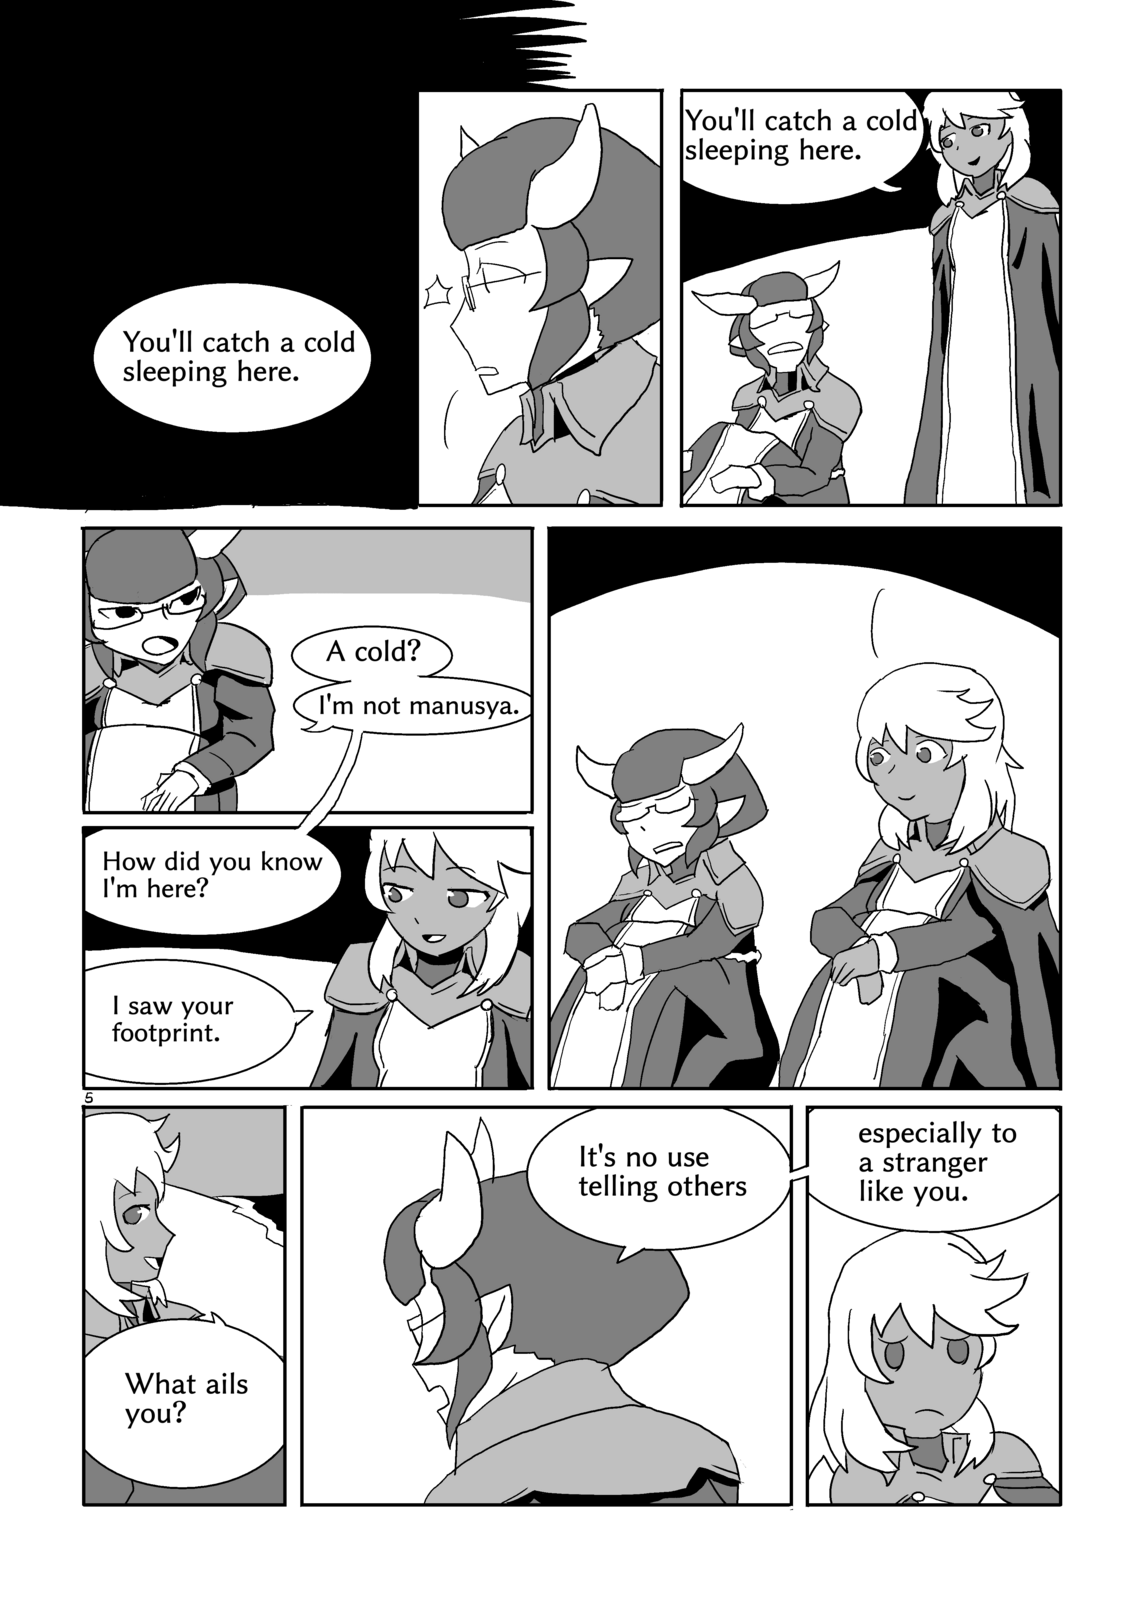 You'll catch a cold
sleeping here.
You'll catch a cold
sleeping here.
A cold?
I'm not manusya.
How did you know
I'm here?
I saw your
footprint.
5
What ails
you?
It's no use
telling others
especially to
a stranger
like you.